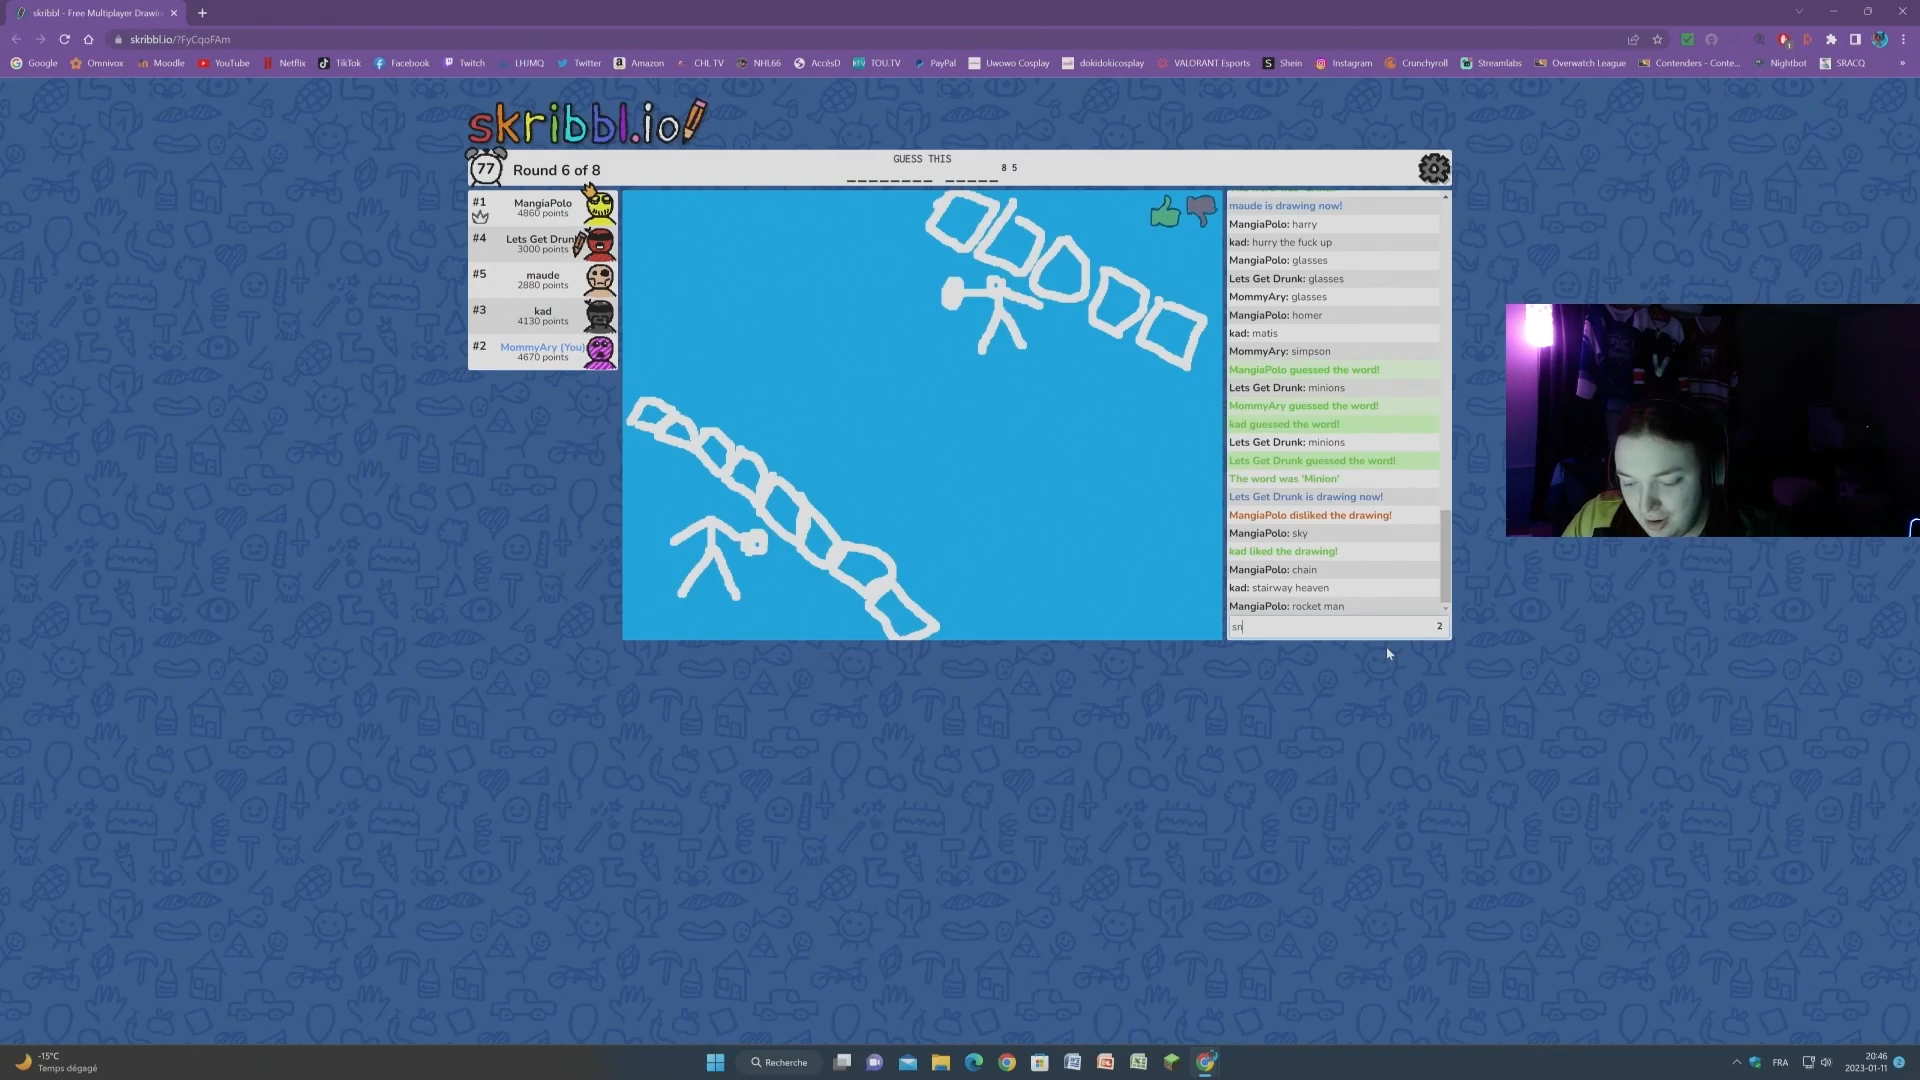 skribbl - Free Multiplayer Drawin
skribbl.io/?FyCqoFAm
Google Omnivox Moodle YouTube Netflix TikTok Facebook Twitch LHJMQ Twitter Amazon CHL TV NHL66 AccèsD TOU.TV PayPal Uwowo Cosplay dokidokicosplay VALORANT Esports Shein Instagram Crunchyroll Streamlabs Overwatch League Contenders - Conte... Nightbot SRACQ »
skribbl.io
77 Round 6 of 8
GUESS THIS
________ _____ 8 5
#1 MangiaPolo
4860 points
#4 Lets Get Drun
3000 points
#5 maude
2880 points
#3 kad
4130 points
#2 MommyAry (You)
4670 points
maude is drawing now!
MangiaPolo: harry
kad: hurry the fuck up
MangiaPolo: glasses
Lets Get Drunk: glasses
MommyAry: glasses
MangiaPolo: homer
kad: matis
MommyAry: simpson
MangiaPolo guessed the word!
Lets Get Drunk: minions
MommyAry guessed the word!
kad guessed the word!
Lets Get Drunk: minions
Lets Get Drunk guessed the word!
The word was 'Minion'
Lets Get Drunk is drawing now!
MangiaPolo disliked the drawing!
MangiaPolo: sky
kad liked the drawing!
MangiaPolo: chain
kad: stairway heaven
MangiaPolo: rocket man
sn 2
-15°C
Temps dégagé
Recherche
FRA
20:46
2023-01-11